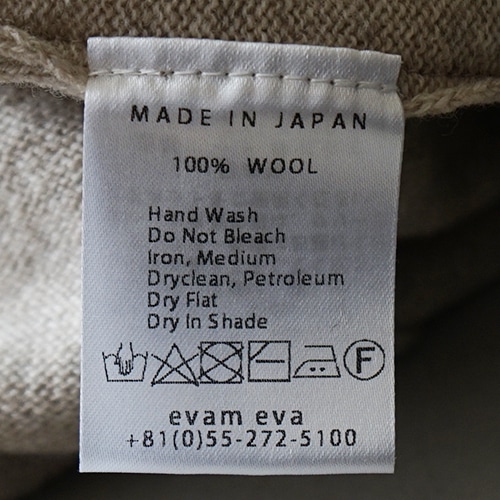 MADE IN JAPAN
100% WOOL
Hand Wash
Do Not Bleach
Iron, Medium
Dryclean, Petroleum
Dry Flat
Dry In Shade
F
evam eva
+81(0)55-272-5100